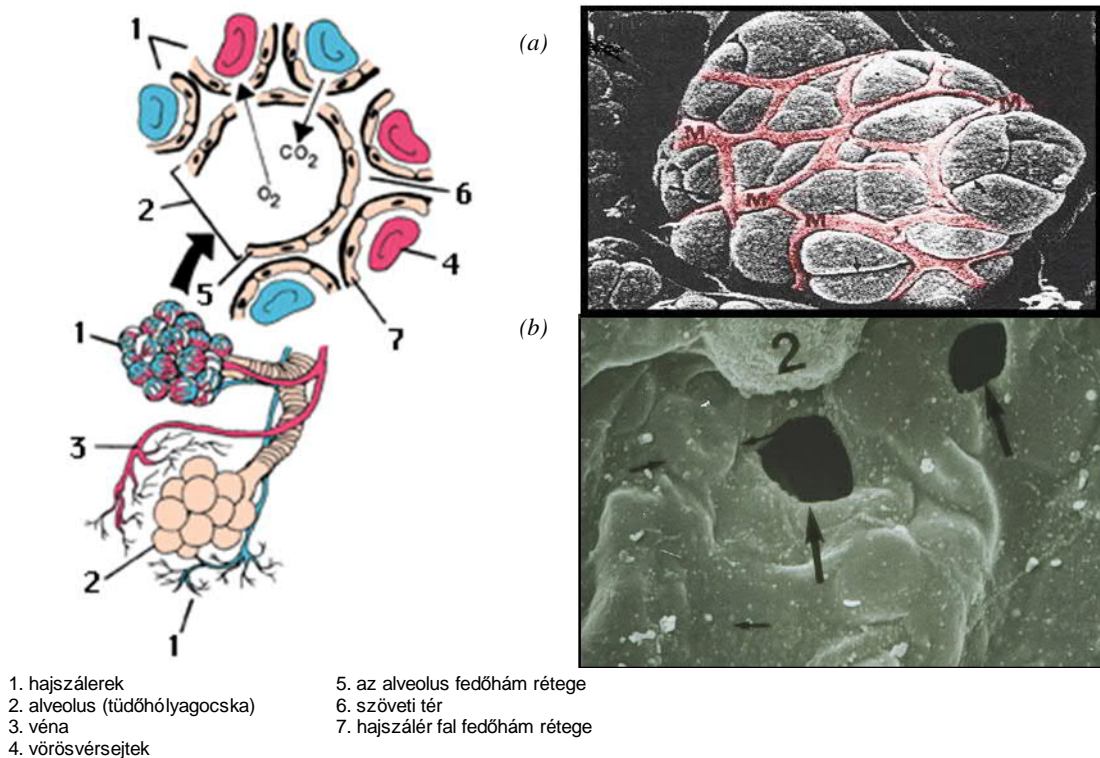 1
(a)
CO2
O2
2
6
4
5
7
M
M
M
M
1
(b)
2
3
2
1
1. hajszálerek
2. alveolus (tüdőhólyagocska)
3. véna
4. vörösvérsejtek
5. az alveolus fedőhám rétege
6. szöveti tér
7. hajszálér fal fedőhám rétege